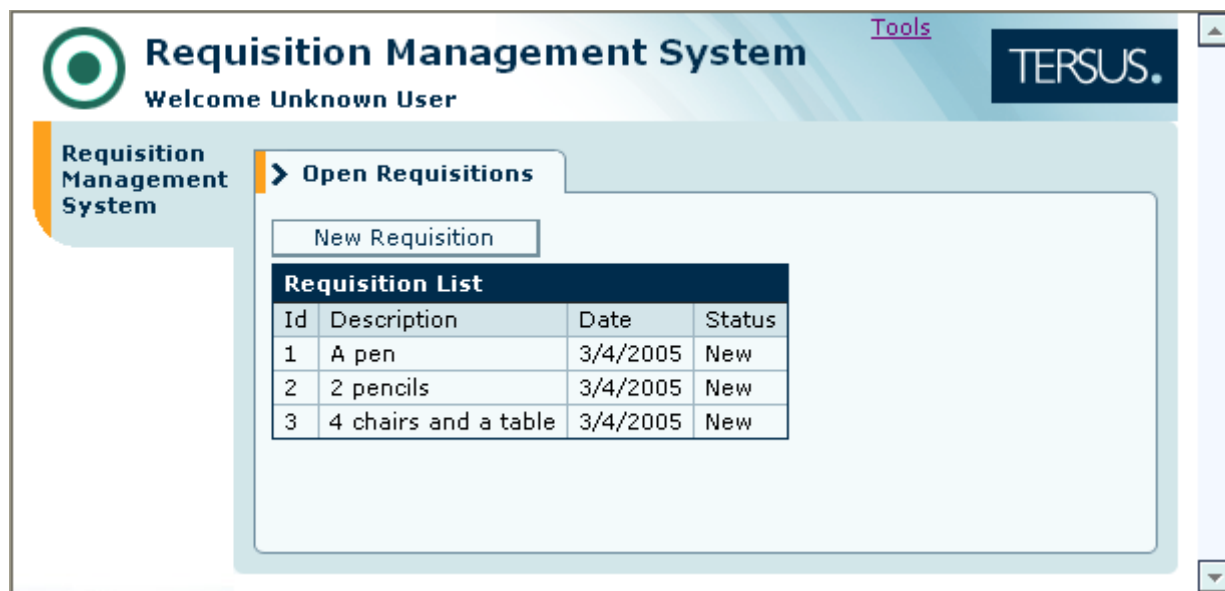 Tools
Requisition Management System
TERSUS.
Welcome Unknown User
Requisition
Management
System
Open Requisitions
New Requisition
Requisition List
Id Description Date Status
1 A pen 3/4/2005 New
2 2 pencils 3/4/2005 New
3 4 chairs and a table 3/4/2005 New